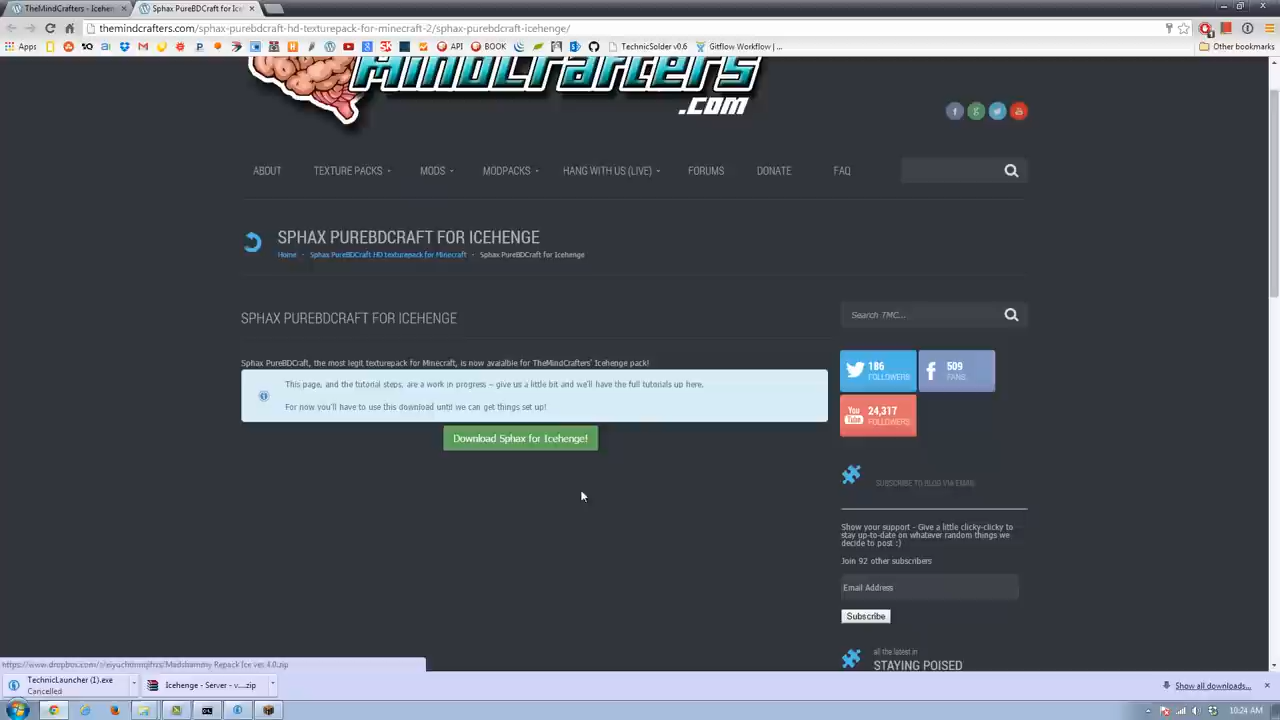 TheMindCrafters - Icehenge
Sphax PureBDCraft for Iceh
themindcrafters.com/sphax-purebdcraft-hd-texturepack-for-minecraft-2/sphax-purebdcraft-icehenge/
Apps
API
BOOK
TechnicSolder v0.6
Gitflow Workflow | ...
Other bookmarks
MindCrafters
.com
ABOUT
TEXTURE PACKS
MODS
MODPACKS
HANG WITH US (LIVE)
FORUMS
DONATE
FAQ
SPHAX PUREBDCRAFT FOR ICEHENGE
Home - Sphax PureBDCraft HD texturepack for Minecraft - Sphax PureBDCraft for Icehenge
SPHAX PUREBDCRAFT FOR ICEHENGE
Search TMC...
Sphax PureBDCraft, the most legit texturepack for Minecraft, is now avaialble for TheMindCrafters' Icehenge pack!
This page, and the tutorial steps, are a work in progress – give us a little bit and we'll have the full tutorials up here.
For now you'll have to use this download until we can get things set up!
Download Sphax for Icehenge!
186
FOLLOWERS
509
FANS
You
Tube
24,317
FOLLOWERS
SUBSCRIBE TO BLOG VIA EMAIL
Show your support - Give a little clicky-clicky to
stay up-to-date on whatever random things we
decide to post :)
Join 92 other subscribers
Email Address
Subscribe
all the latest in
STAYING POISED
TechnicLauncher (1).exe
Cancelled
Icehenge - Server - v....zip
Show all downloads...
10:24 AM